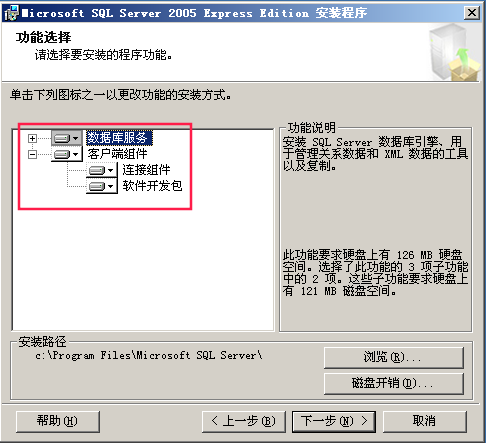 Microsoft SQL Server 2005 Express Edition 安装程序
功能选择
请选择要安装的程序功能。
单击下列图标之一以更改功能的安装方式。
数据库服务
客户端组件
连接组件
软件开发包
功能说明
安装 SQL Server 数据库引擎、用
于管理关系数据和 XML 数据的工具
以及复制。
此功能要求硬盘上有 126 MB 硬盘
空间。选择了此功能的 3 项子功能
中的 2 项。这些子功能要求硬盘上
有 121 MB 磁盘空间。
安装路径
c:\Program Files\Microsoft SQL Server\
浏览(R)...
磁盘开销(D)...
帮助(H)
< 上一步(B)
下一步(N) >
取消